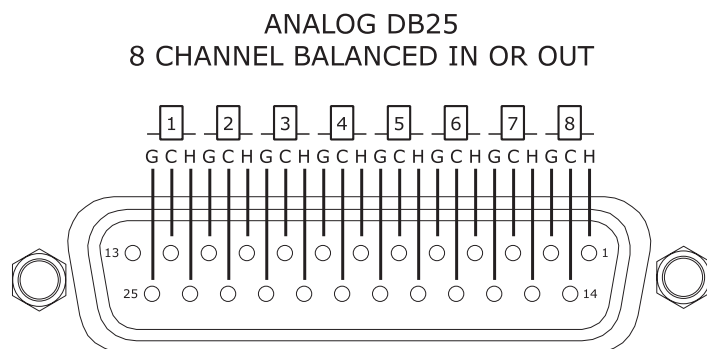 ANALOG DB25
8 CHANNEL BALANCED IN OR OUT
1 2 3 4 5 6 7 8
G C H G C H G C H G C H G C H G C H G C H G C H
13 1
25 14